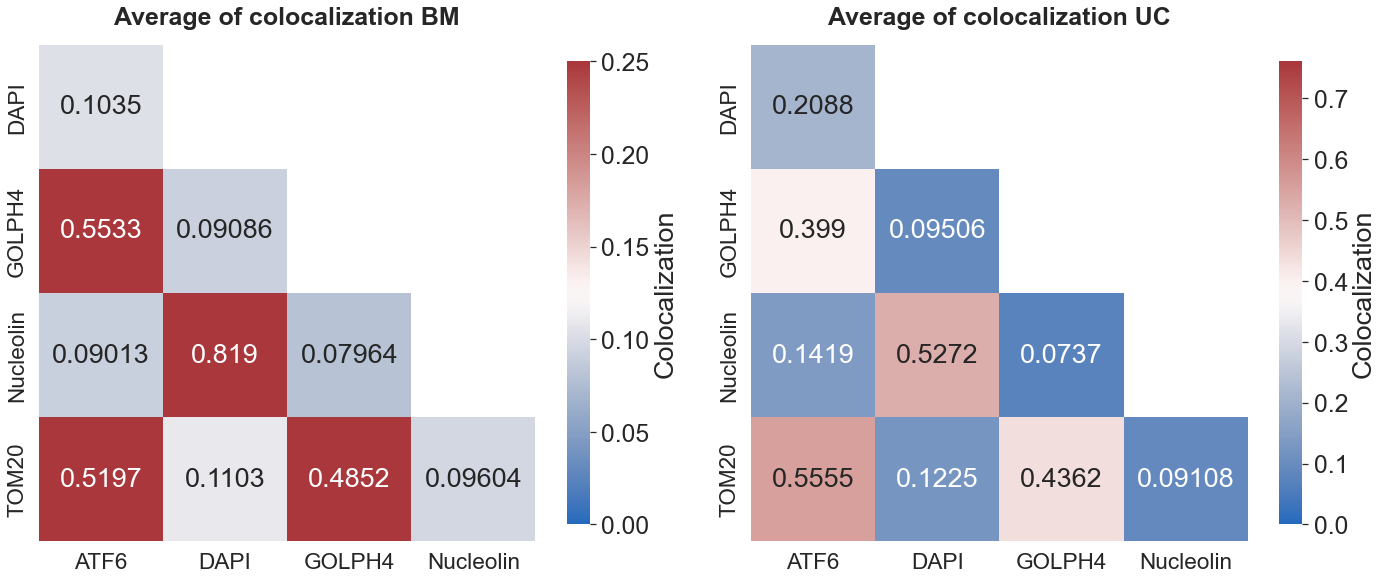 Average of colocalization BM
DAPI
0.1035
GOLPH4
0.5533 0.09086
Nucleolin
0.09013 0.819 0.07964
TOM20
0.5197 0.1103 0.4852 0.09604
ATF6 DAPI GOLPH4 Nucleolin
0.25
0.20
0.15
0.10
0.05
0.00
Colocalization
Average of colocalization UC
DAPI
0.2088
GOLPH4
0.399 0.09506
Nucleolin
0.1419 0.5272 0.0737
TOM20
0.5555 0.1225 0.4362 0.09108
ATF6 DAPI GOLPH4 Nucleolin
0.7
0.6
0.5
0.4
0.3
0.2
0.1
0.0
Colocalization